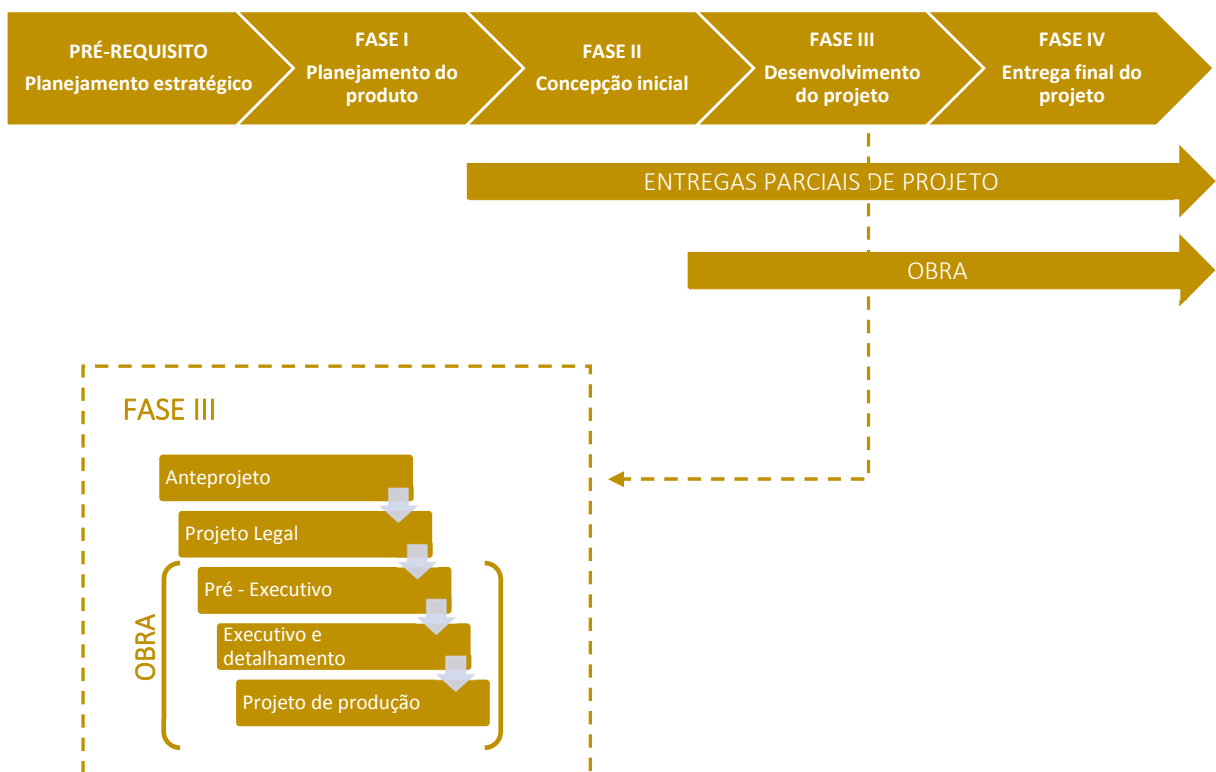 PRÉ-REQUISITO
Planejamento estratégico
FASE I
Planejamento do
produto
FASE II
Concepção inicial
FASE III
Desenvolvimento
do projeto
FASE IV
Entrega final do
projeto
ENTREGAS PARCIAIS DE PROJETO
OBRA
FASE III
Anteprojeto
Projeto Legal
Pré - Executivo
Executivo e
detalhamento
Projeto de produção
OBRA